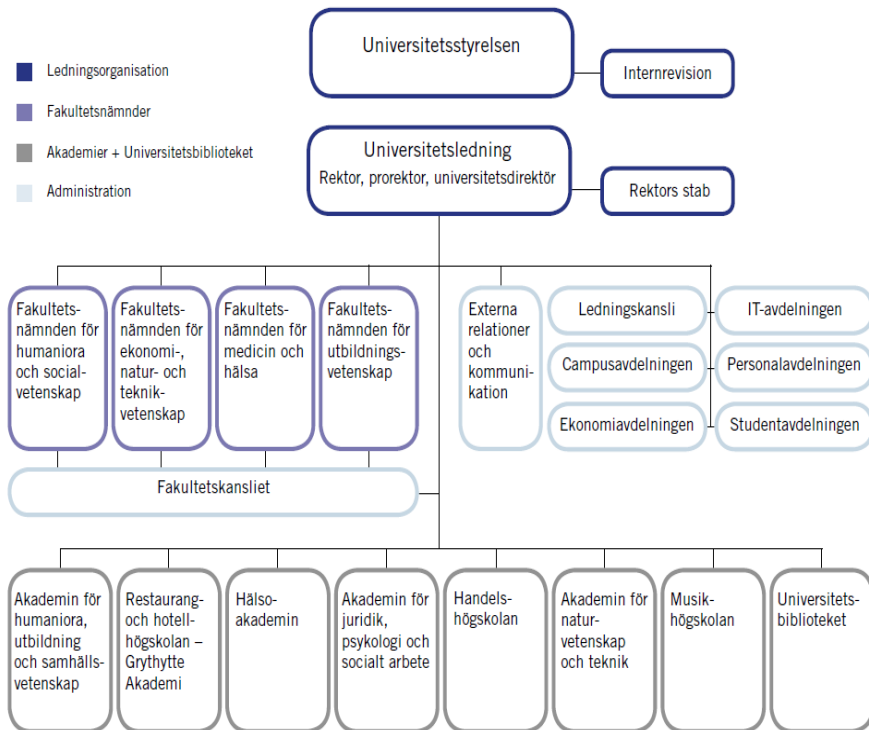 Universitetsstyrelsen
Internrevision
Ledningsorganisation
Fakultetsnämnder
Akademier + Universitetsbiblioteket
Administration
Universitetsledning
Rektor, prorektor, universitetsdirektör
Rektors stab
Fakultets-
nämnden för
humaniora
och social-
vetenskap
Fakultets-
nämnden för
ekonomi-,
natur- och
teknik-
vetenskap
Fakultets-
nämnden för
medicin och
hälsa
Fakultets-
nämnden för
utbildnings-
vetenskap
Externa
relationer
och
kommuni-
kation
Ledningskansli
IT-avdelningen
Campusavdelningen
Personalavdelningen
Ekonomiavdelningen
Studentavdelningen
Fakultetskansliet
Akademin för
humaniora,
utbildning
och samhälls-
vetenskap
Restaurang-
och hotell-
högskolan –
Grythytte
Akademi
Hälso-
akademin
Akademin för
juridik,
psykologi och
socialt arbete
Handels-
högskolan
Akademin för
natur-
vetenskap
och teknik
Musik-
högskolan
Universitets-
biblioteket